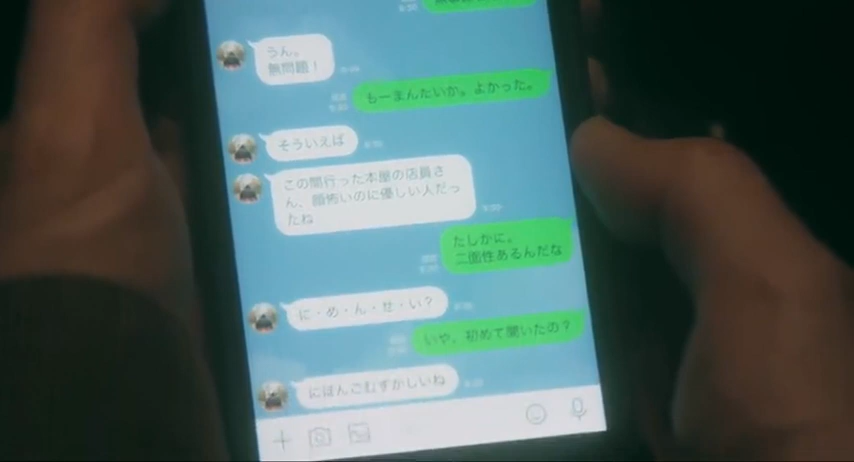 うん。
無問題！
もーまんたいか。よかった。
そういえば
この間行った本屋の店員さ
ん、顔怖いのに優しい人だっ
たね
たしかに。
二面性あるんだな
に・め・ん・せ・い？
いや、初めて聞いたの？
にほんごむずかしいね